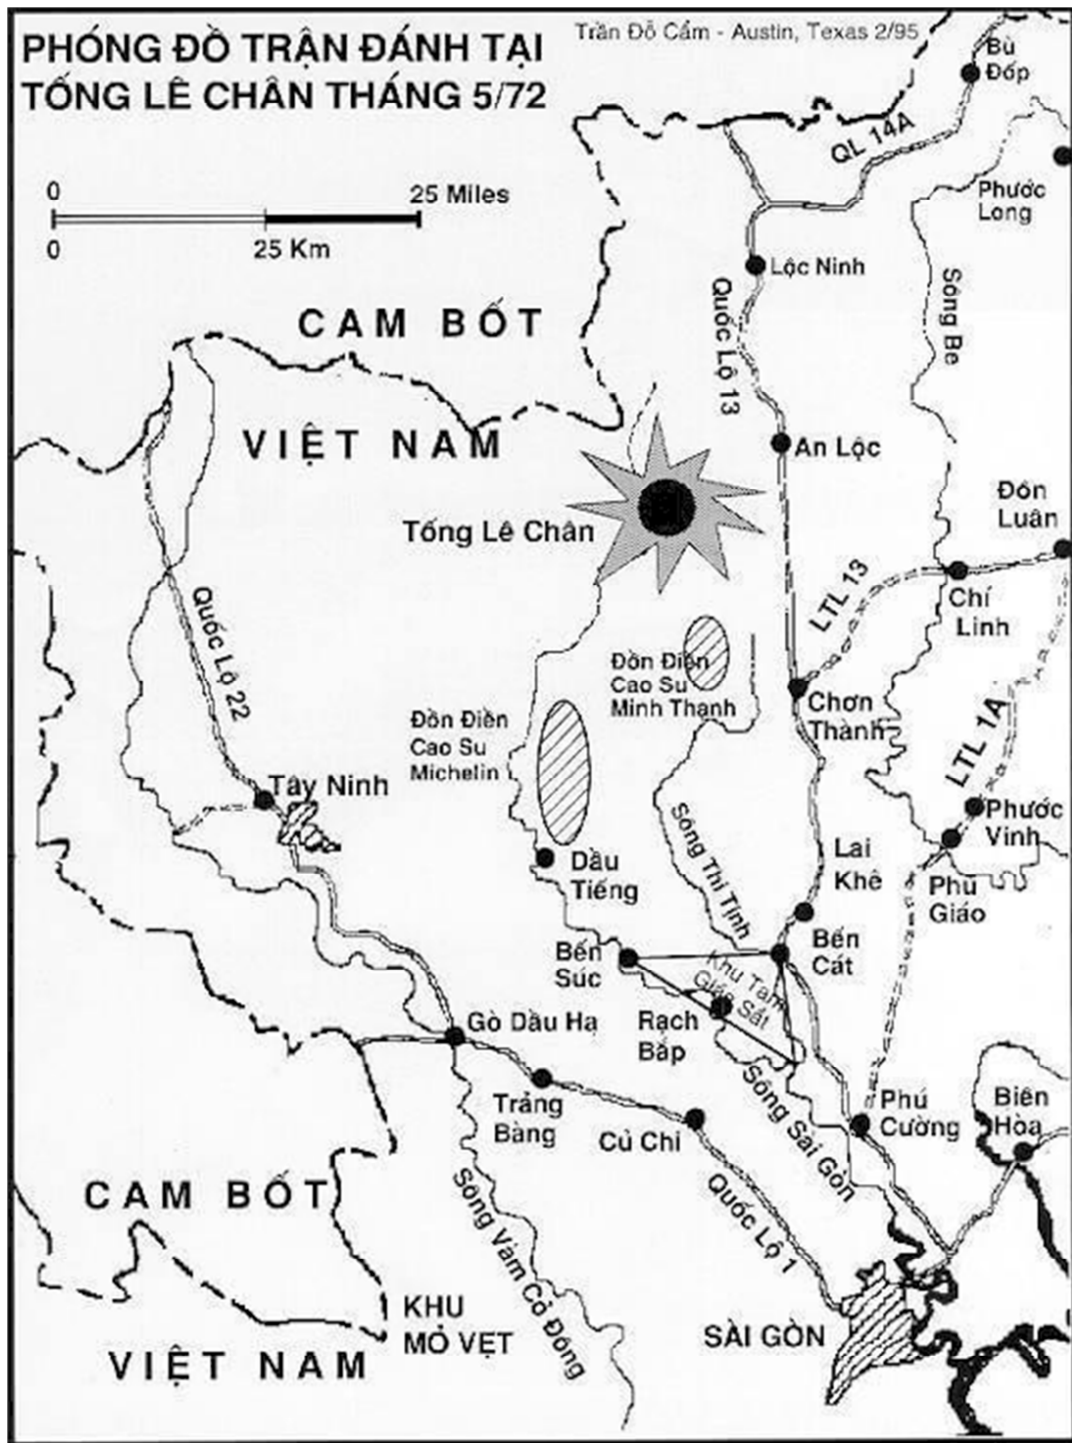 PHÓNG ĐỒ TRẬN ĐÁNH TẠI
TỐNG LÊ CHÂN THÁNG 5/72
Trần Đỗ Cẩm - Austin, Texas 2/95
0
25 Miles
0
25 Km
Bù
Đốp
QL 14A
Phước
Long
Lộc Ninh
Sông Be
Quốc Lộ 13
CAM BỐT
VIỆT NAM
An Lộc
Đôn
Luân
Tống Lê Chân
LTL 13
Chí
Linh
Quốc Lộ 22
Đồn Điền
Cao Su
Minh Thạnh
Chơn
Thành
LTL 1A
Đồn Điền
Cao Su
Michelin
Tây Ninh
Phước
Vinh
Sông Thi Tịnh
Lai
Khê
Dầu
Tiếng
Phú
Giáo
Bến
Súc
Bến
Cát
Khu Tam
Giác Sắt
Rạch
Bắp
Gò Dầu Hạ
Trảng
Bàng
Củ Chi
Sông Sài Gòn
Phú
Cường
Biên
Hòa
CAM BỐT
Sông Vàm Cỏ Đông
Quốc Lộ 1
KHU
MỎ VẸT
SÀI GÒN
VIỆT NAM